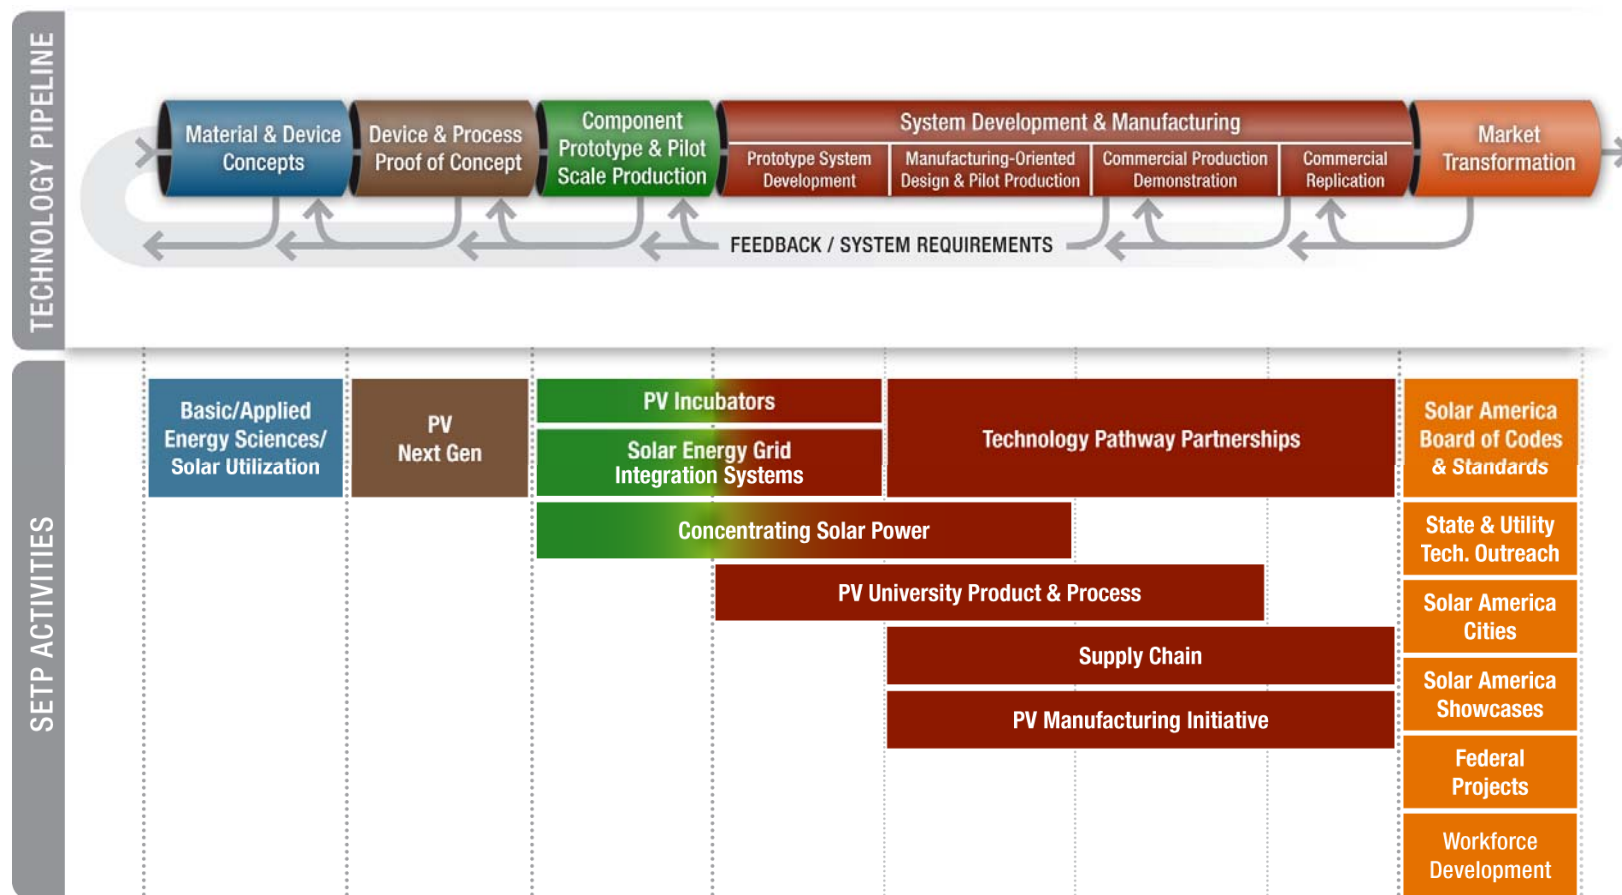 TECHNOLOGY PIPELINE
Material & Device
Concepts
Device & Process
Proof of Concept
Component
Prototype & Pilot
Scale Production
System Development & Manufacturing
Prototype System
Development
Manufacturing-Oriented
Design & Pilot Production
Commercial Production
Demonstration
Commercial
Replication
Market
Transformation
FEEDBACK / SYSTEM REQUIREMENTS
SETP ACTIVITIES
Basic/Applied
Energy Sciences/
Solar Utilization
PV
Next Gen
PV Incubators
Solar Energy Grid
Integration Systems
Technology Pathway Partnerships
Concentrating Solar Power
PV University Product & Process
Supply Chain
PV Manufacturing Initiative
Solar America
Board of Codes
& Standards
State & Utility
Tech. Outreach
Solar America
Cities
Solar America
Showcases
Federal
Projects
Workforce
Development